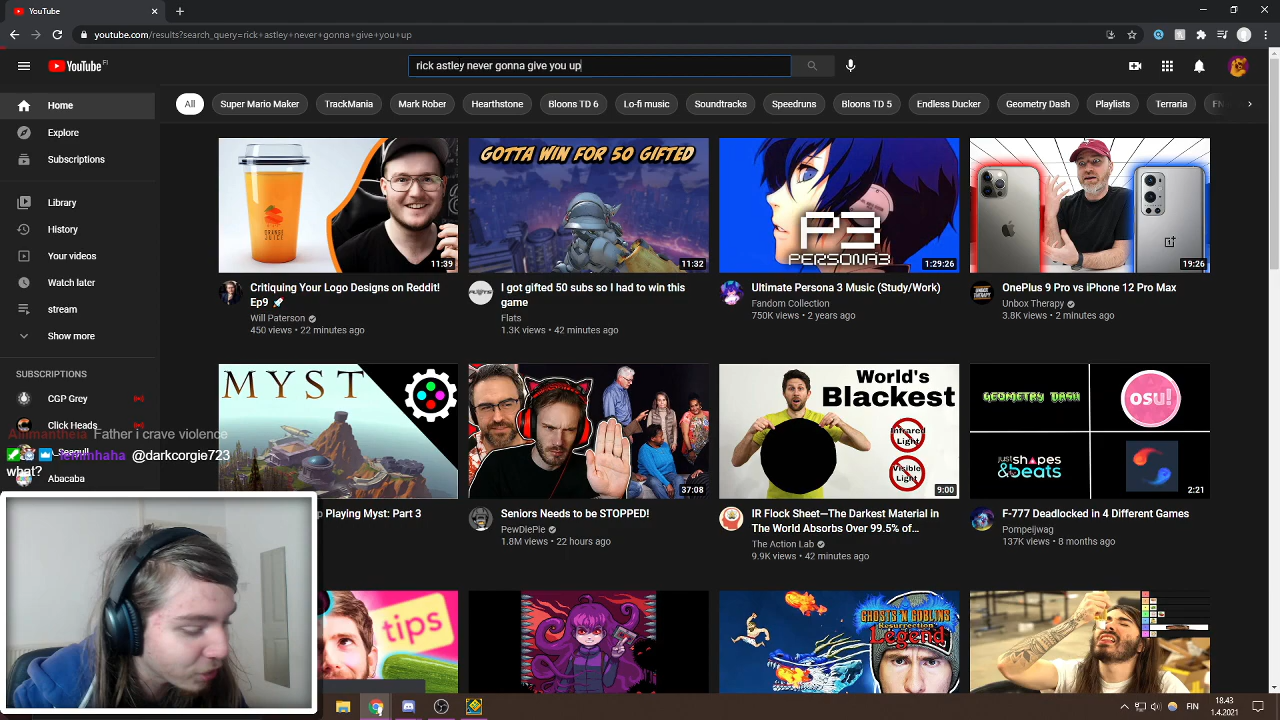 YouTube
youtube.com/results?search_query=rick+astley+never+gonna+give+you+up
YouTube FI
rick astley never gonna give you up
All
Super Mario Maker
TrackMania
Mark Rober
Hearthstone
Bloons TD 6
Lo-fi music
Soundtracks
Speedruns
Bloons TD 5
Endless Ducker
Geometry Dash
Playlists
Terraria
Home
Explore
Subscriptions
Library
History
Your videos
Watch later
stream
Show more
SUBSCRIPTIONS
CGP Grey
Click Heads
Seagull
Abacaba
Father i crave violence
lemmhaha @darkcorgie723
what?
ORANGE
JUICE
11:39
Critiquing Your Logo Designs on Reddit!
Ep9
Will Paterson
450 views • 22 minutes ago
GOTTA WIN FOR 50 GIFTED
11:32
I got gifted 50 subs so I had to win this
game
Flats
1.3K views • 42 minutes ago
P3
PERSONA3
1:29:26
Ultimate Persona 3 Music (Study/Work)
Fandom Collection
750K views • 2 years ago
19:26
OnePlus 9 Pro vs iPhone 12 Pro Max
Unbox Therapy
3.8K views • 2 minutes ago
MYST
p Playing Myst: Part 3
37:08
Seniors Needs to be STOPPED!
PewDiePie
1.8M views • 22 hours ago
World's
Blackest
Infrared
Light
Visible
Light
9:00
IR Flock Sheet—The Darkest Material in
The World Absorbs Over 99.5% of...
The Action Lab
9.9K views • 42 minutes ago
GEOMETRY DASH
osu!
just shapes
&beats
2:21
F-777 Deadlocked in 4 Different Games
Pompeijwag
137K views • 8 months ago
tips
GHOSTS'N GOBLINS
Resurrection
Legend
FIN
18.43
1.4.2021